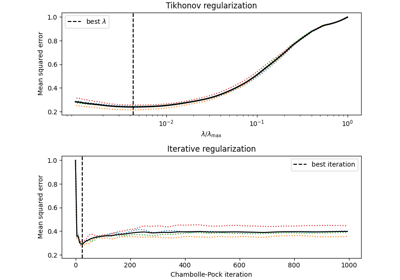 Tikhonov regularization
1.0
0.8
0.6
0.4
0.2
Mean squared error
best λ
10⁻² 10⁻¹ 10⁰
λ/λmax
Iterative regularization
1.0
0.8
0.6
0.4
0.2
Mean squared error
best iteration
0 200 400 600 800 1000
Chambolle-Pock iteration